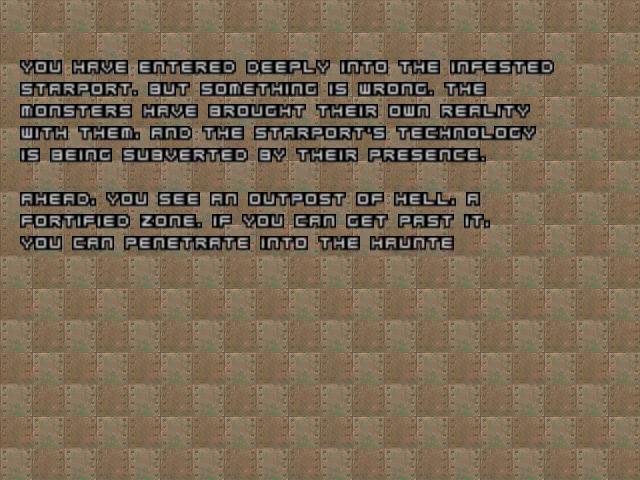 YOU HAVE ENTERED DEEPLY INTO THE INFESTED
STARPORT. BUT SOMETHING IS WRONG. THE
MONSTERS HAVE BROUGHT THEIR OWN REALITY
WITH THEM, AND THE STARPORT'S TECHNOLOGY
IS BEING SUBVERTED BY THEIR PRESENCE.
AHEAD, YOU SEE AN OUTPOST OF HELL, A
FORTIFIED ZONE. IF YOU CAN GET PAST IT,
YOU CAN PENETRATE INTO THE HAUNTE